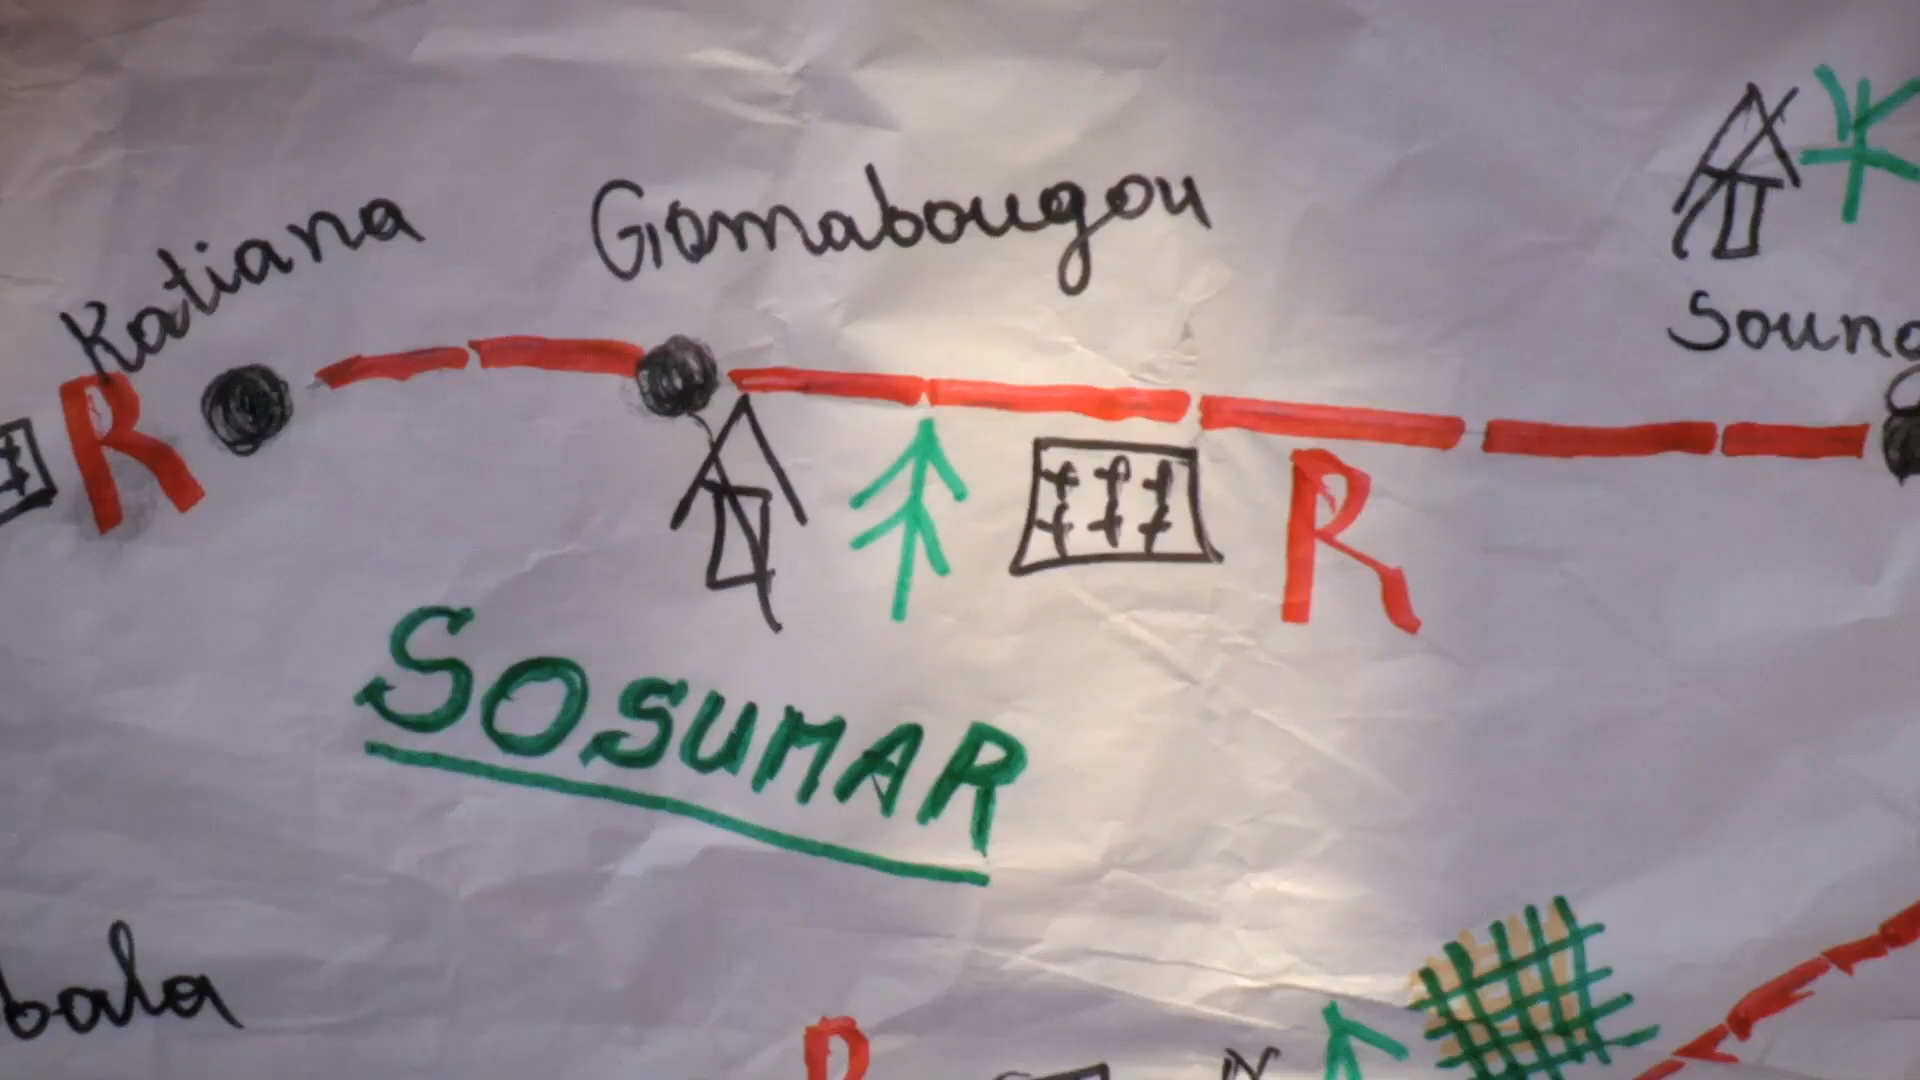 Katiana
Gomabougou
Soung
R
R
SOSUMAR
bala
R